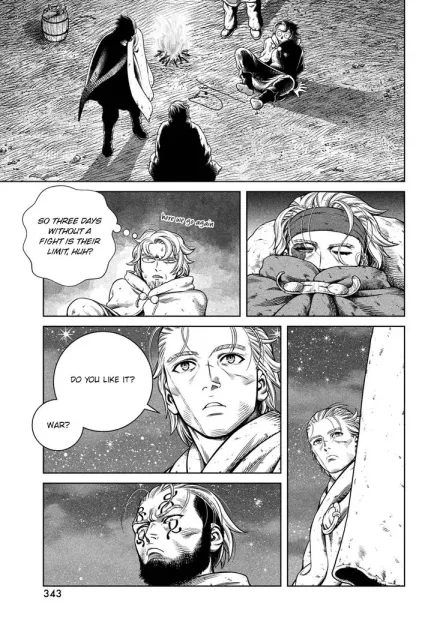 SO THREE DAYS
WITHOUT A
FIGHT IS THEIR
LIMIT, HUH?
here we go again
DO YOU LIKE IT?
WAR?
343